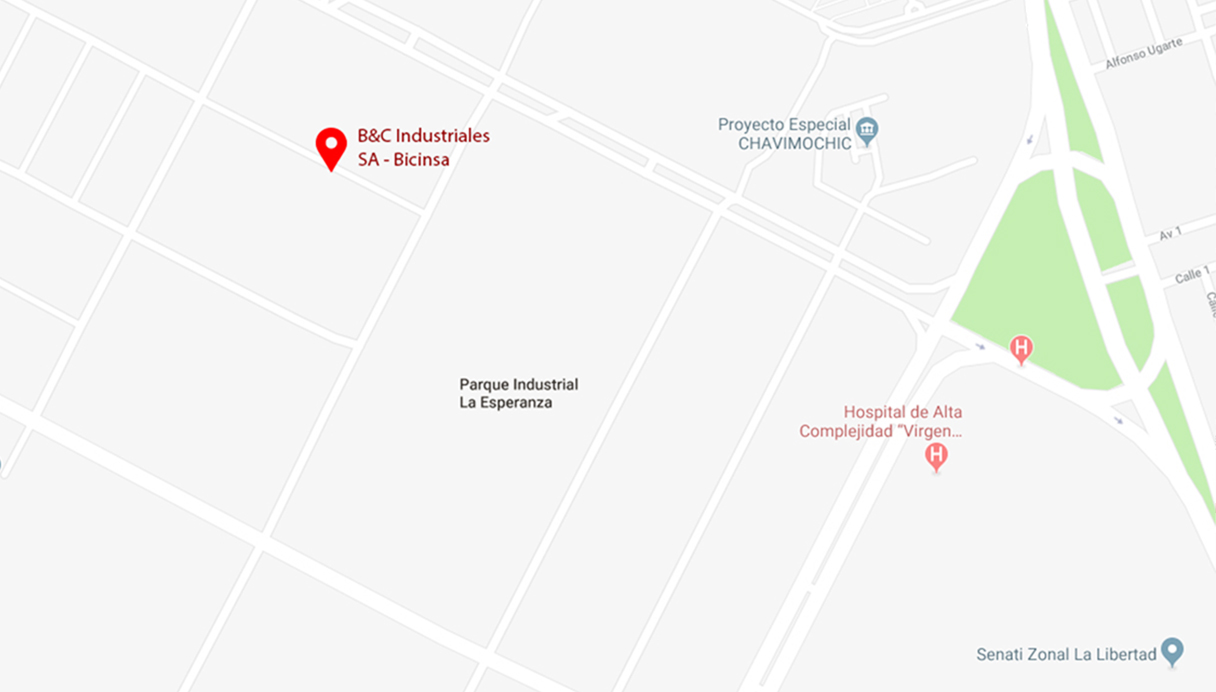 Alfonso Ugarte
B&C Industriales
SA - Bicinsa
Proyecto Especial
CHAVIMOCHIC
Av 1
Calle 1
H
Parque Industrial
La Esperanza
Hospital de Alta
Complejidad "Virgen...
H
Senati Zonal La Libertad